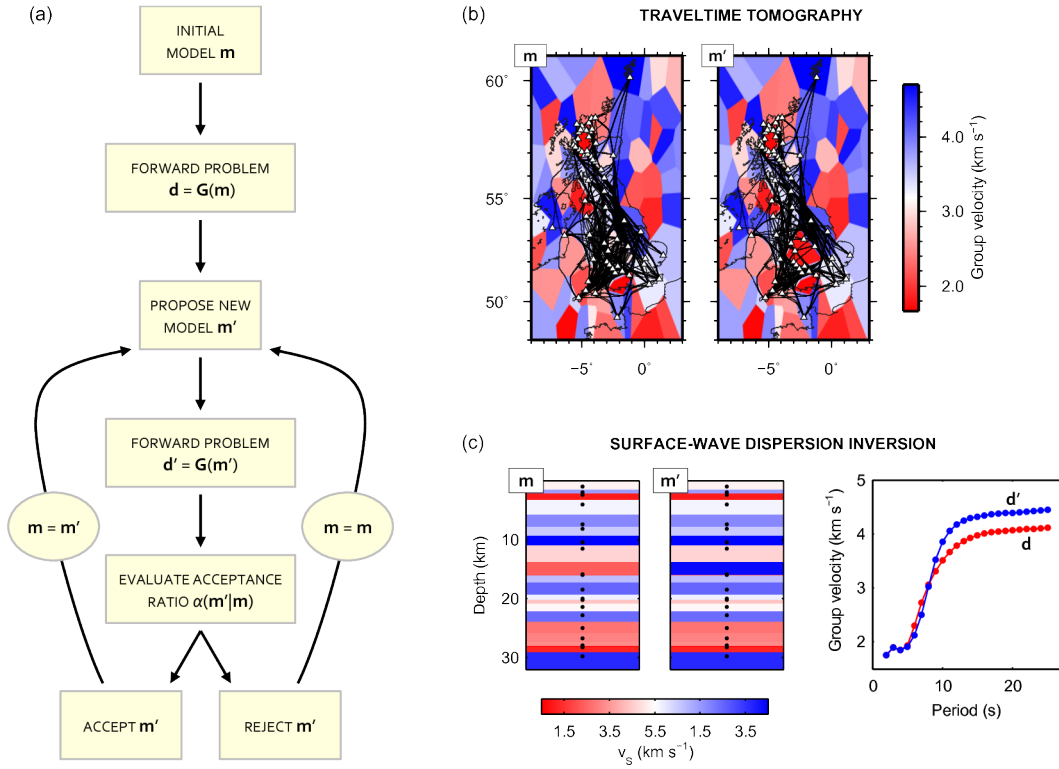 (a)
INITIAL
MODEL m
FORWARD PROBLEM
d = G(m)
PROPOSE NEW
MODEL m′
FORWARD PROBLEM
d′ = G(m′)
m = m′
m = m
EVALUATE ACCEPTANCE
RATIO α(m′|m)
ACCEPT m′
REJECT m′
(b)
TRAVELTIME TOMOGRAPHY
m
m′
60°
55°
50°
−5°
0°
−5°
0°
4.0
3.0
2.0
Group velocity (km s⁻¹)
(c)
SURFACE-WAVE DISPERSION INVERSION
m
m′
Depth (km)
10
20
30
1.5
3.5
5.5
1.5
3.5
vS (km s⁻¹)
Group velocity (km s⁻¹)
5
4
3
2
d′
d
0
10
20
Period (s)